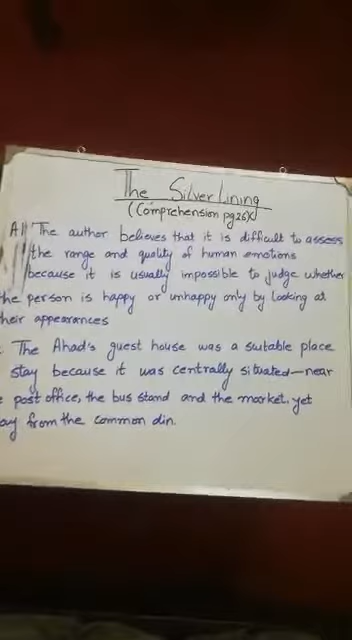 The Silver Lining
(Comprehension pg26)
A1| The author believes that it is difficult to assess
the range and quality of human emotions
because it is usually impossible to judge whether
the person is happy or unhappy only by looking at
heir appearances
The Ahad's guest house was a suitable place
stay because it was centrally situated—near
e post office, the bus stand and the market, yet
ay from the common din.